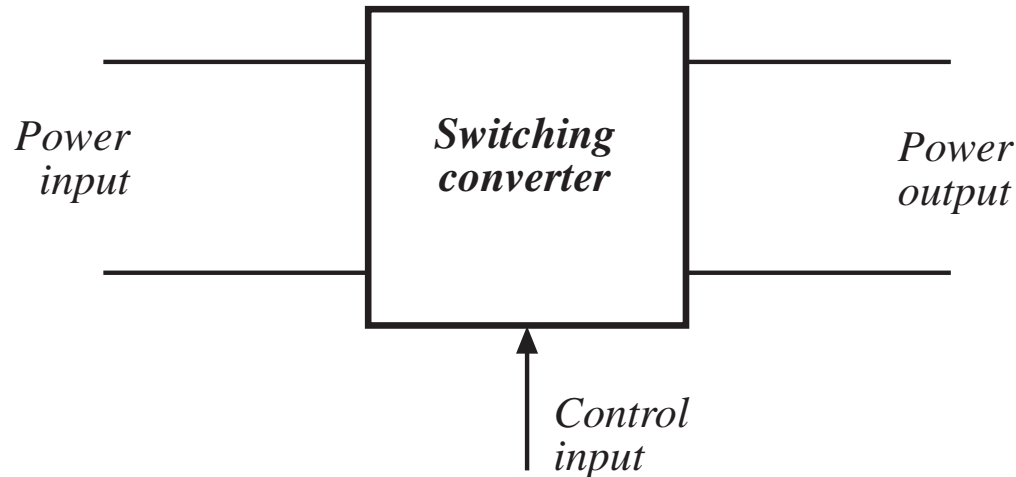 Power
input
Switching
converter
Power
output
Control
input